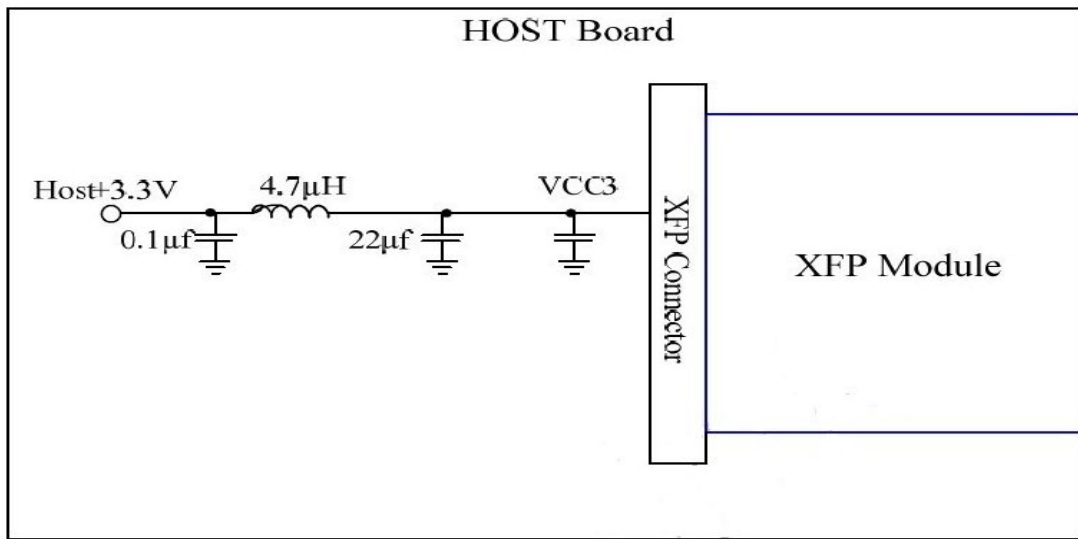 HOST Board
Host+3.3V
4.7μH
VCC3
0.1μf
22μf
XFP Connector
XFP Module